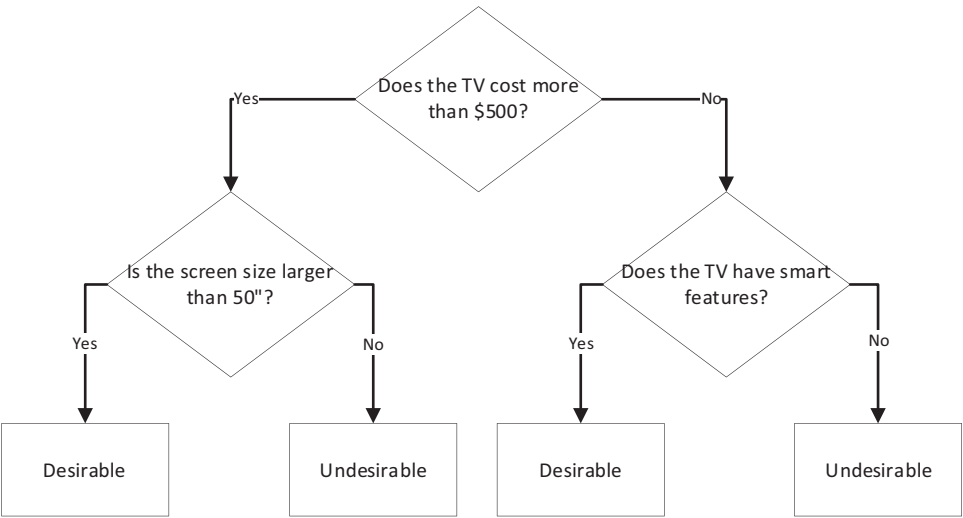 Does the TV cost more
than $500?
Yes
No
Is the screen size larger
than 50"?
Does the TV have smart
features?
Yes
No
Yes
No
Desirable
Undesirable
Desirable
Undesirable